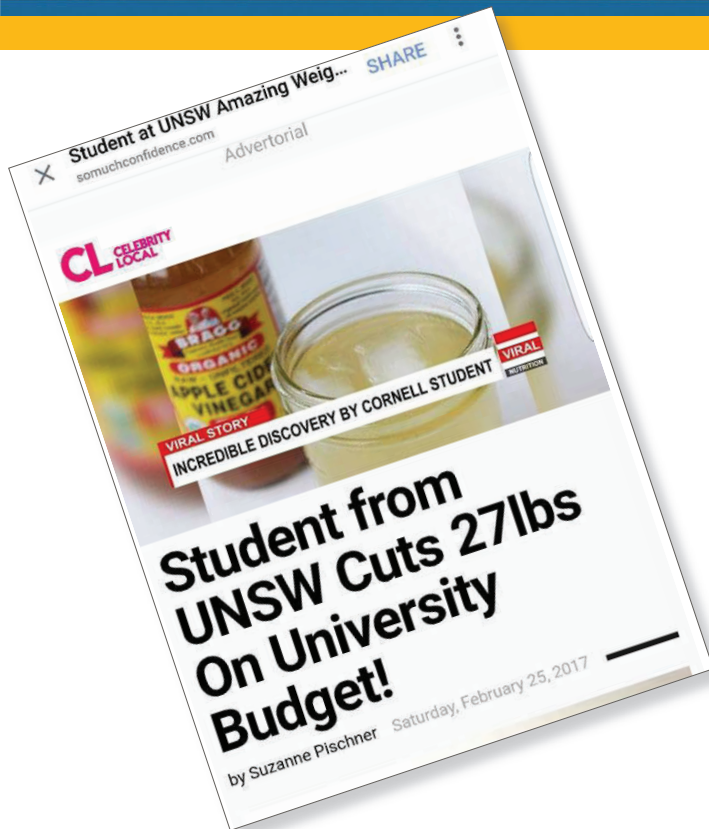 Student at UNSW Amazing Weig...
SHARE
somuchconfidence.com
Advertorial
CL CELEBRITY
LOCAL
BRAGG
ORGANIC
APPLE CIDER
VINEGAR
VIRAL STORY
INCREDIBLE DISCOVERY BY CORNELL STUDENT
VIRAL
NUTRITION
Student from
UNSW Cuts 27lbs
On University
Budget!
by Suzanne Pischner
Saturday, February 25, 2017